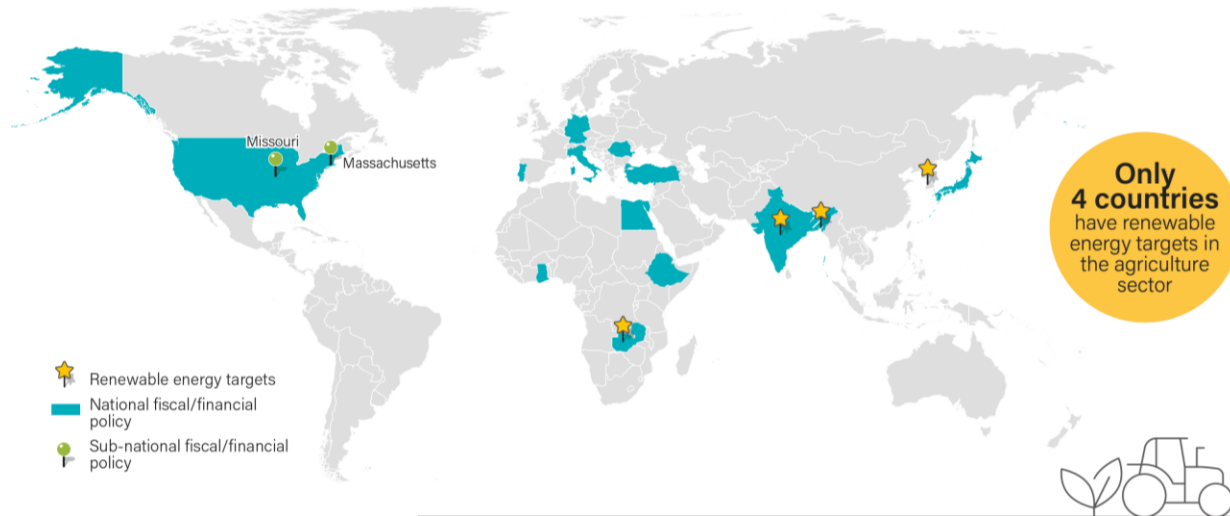 Missouri
Massachusetts
Only
4 countries
have renewable
energy targets in
the agriculture
sector
Renewable energy targets
National fiscal/financial
policy
Sub-national fiscal/financial
policy